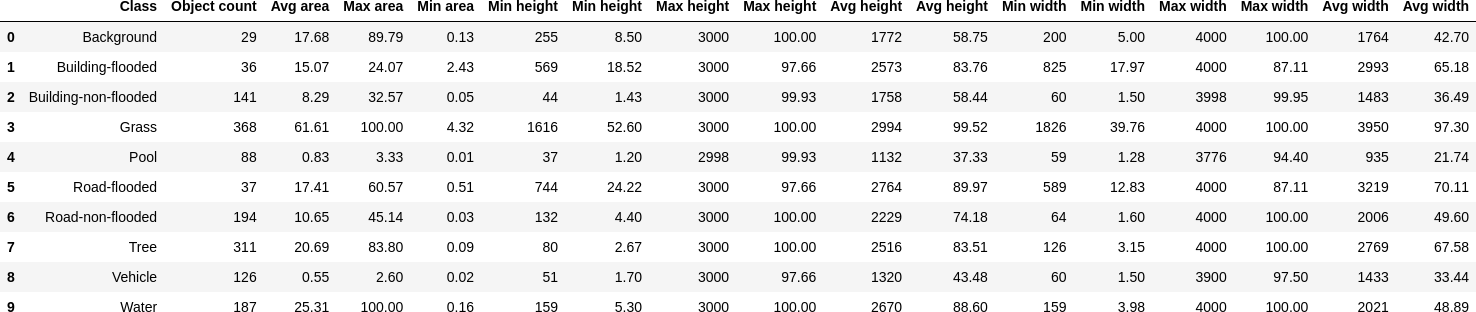 Class Object count Avg area Max area Min area Min height Min height Max height Max height Avg height Avg height Min width Min width Max width Max width Avg width Avg width
0 Background 29 17.68 89.79 0.13 255 8.50 3000 100.00 1772 58.75 200 5.00 4000 100.00 1764 42.70
1 Building-flooded 36 15.07 24.07 2.43 569 18.52 3000 97.66 2573 83.76 825 17.97 4000 87.11 2993 65.18
2 Building-non-flooded 141 8.29 32.57 0.05 44 1.43 3000 99.93 1758 58.44 60 1.50 3998 99.95 1483 36.49
3 Grass 368 61.61 100.00 4.32 1616 52.60 3000 100.00 2994 99.52 1826 39.76 4000 100.00 3950 97.30
4 Pool 88 0.83 3.33 0.01 37 1.20 2998 99.93 1132 37.33 59 1.28 3776 94.40 935 21.74
5 Road-flooded 37 17.41 60.57 0.51 744 24.22 3000 97.66 2764 89.97 589 12.83 4000 87.11 3219 70.11
6 Road-non-flooded 194 10.65 45.14 0.03 132 4.40 3000 100.00 2229 74.18 64 1.60 4000 100.00 2006 49.60
7 Tree 311 20.69 83.80 0.09 80 2.67 3000 100.00 2516 83.51 126 3.15 4000 100.00 2769 67.58
8 Vehicle 126 0.55 2.60 0.02 51 1.70 3000 97.66 1320 43.48 60 1.50 3900 97.50 1433 33.44
9 Water 187 25.31 100.00 0.16 159 5.30 3000 100.00 2670 88.60 159 3.98 4000 100.00 2021 48.89